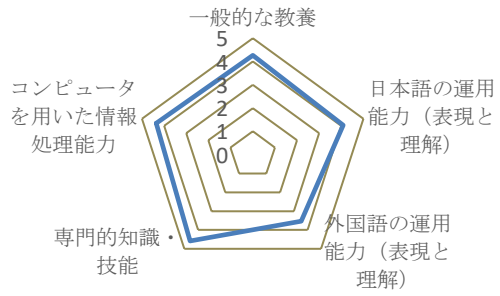 一般的な教養
5
4
3
2
1
0
日本語の運用
能力（表現と
理解）
外国語の運用
能力（表現と
理解）
専門的知識・
技能
コンピュータ
を用いた情報
処理能力